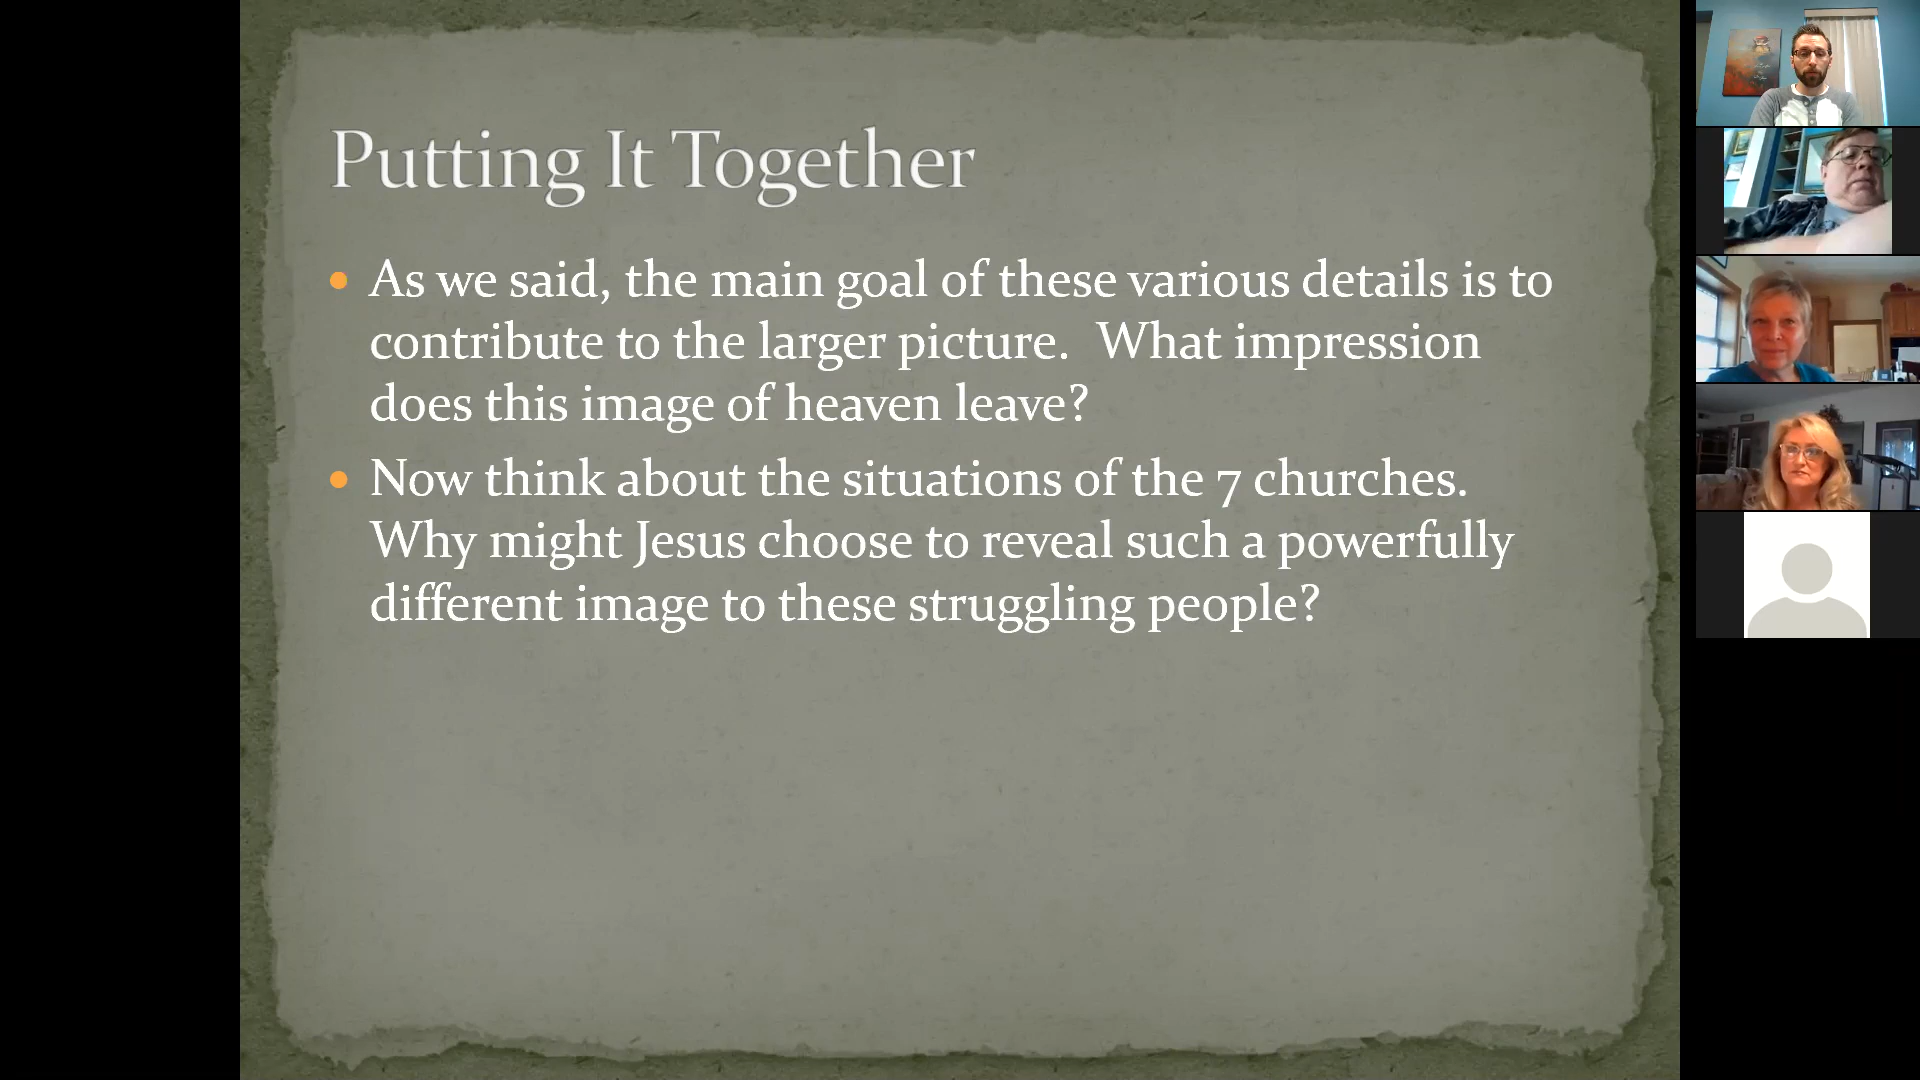 Putting It Together
As we said, the main goal of these various details is to
contribute to the larger picture.  What impression
does this image of heaven leave?
Now think about the situations of the 7 churches.
Why might Jesus choose to reveal such a powerfully
different image to these struggling people?